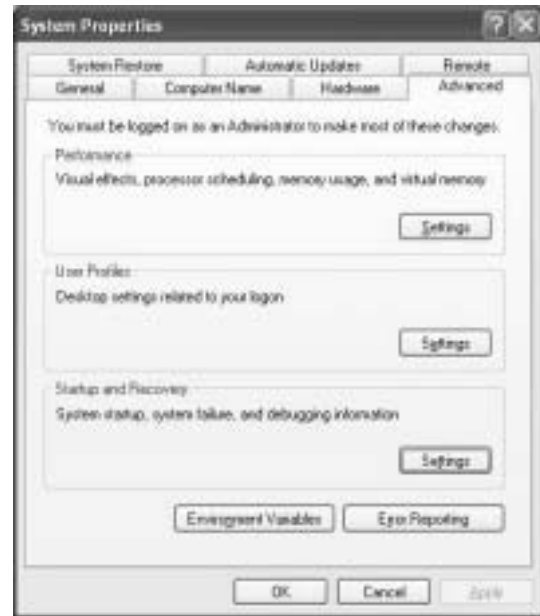 System Properties
System Restore Automatic Updates Remote
General Computer Name Hardware Advanced
You must be logged on as an Administrator to make most of these changes.
Performance
Visual effects, processor scheduling, memory usage, and virtual memory
Settings
User Profiles
Desktop settings related to your logon
Settings
Startup and Recovery
System startup, system failure, and debugging information
Settings
Environment Variables Error Reporting
OK Cancel Apply